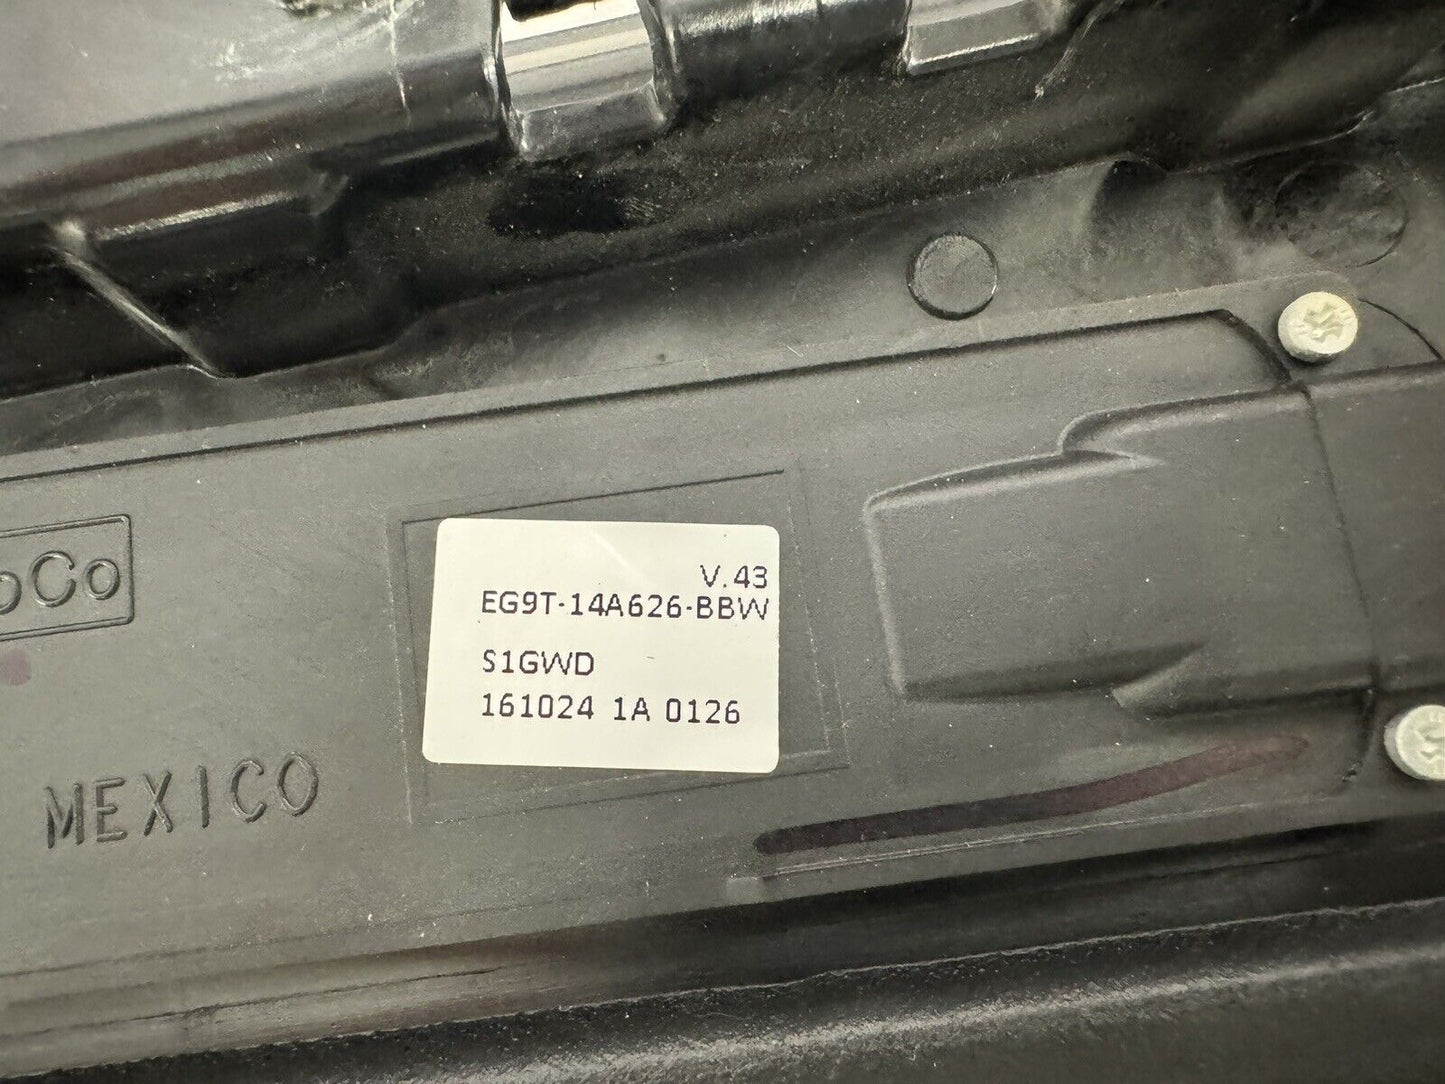 V.43
EG9T-14A626-BBW
S1GWD
161024 1A 0126
MEXICO